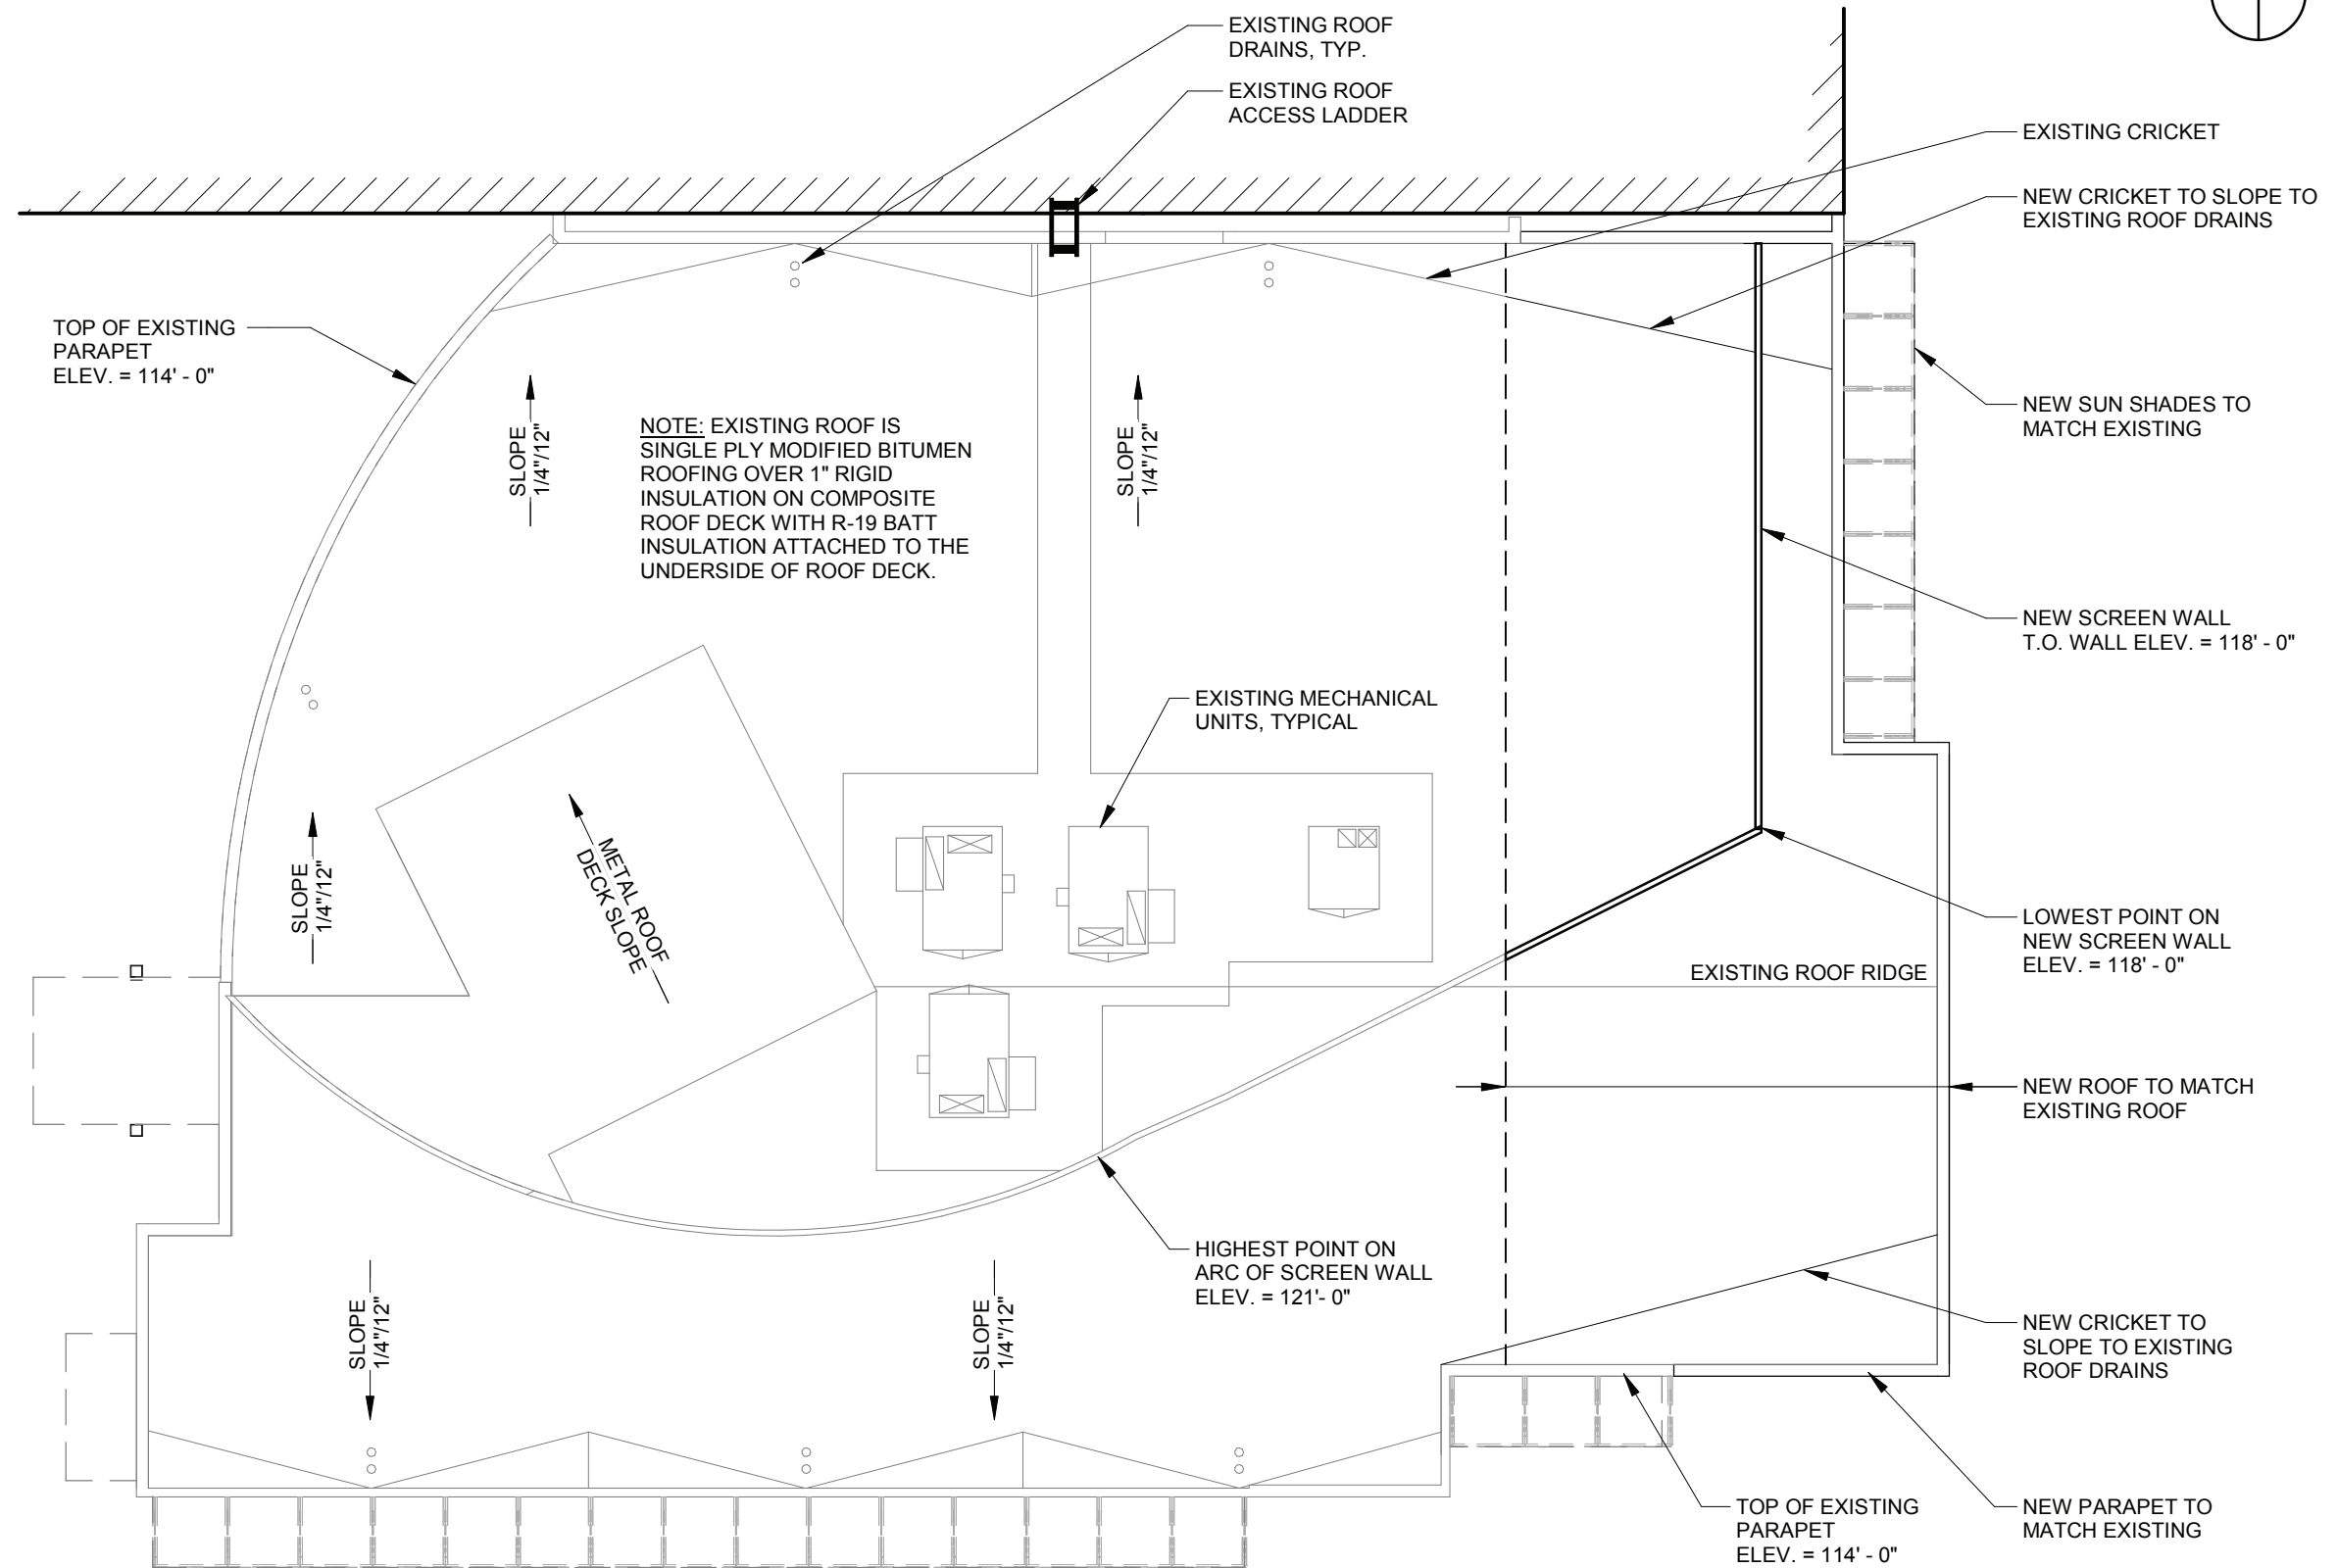 EXISTING ROOF
DRAINS, TYP.
EXISTING ROOF
ACCESS LADDER
EXISTING CRICKET
NEW CRICKET TO SLOPE TO
EXISTING ROOF DRAINS
TOP OF EXISTING
PARAPET
ELEV. = 114' - 0"
NEW SUN SHADES TO
MATCH EXISTING
SLOPE
1/4"/12"
NOTE: EXISTING ROOF IS
SINGLE PLY MODIFIED BITUMEN
ROOFING OVER 1" RIGID
INSULATION ON COMPOSITE
ROOF DECK WITH R-19 BATT
INSULATION ATTACHED TO THE
UNDERSIDE OF ROOF DECK.
SLOPE
1/4"/12"
NEW SCREEN WALL
T.O. WALL ELEV. = 118' - 0"
EXISTING MECHANICAL
UNITS, TYPICAL
SLOPE
1/4"/12"
METAL ROOF
DECK SLOPE
LOWEST POINT ON
NEW SCREEN WALL
ELEV. = 118' - 0"
EXISTING ROOF RIDGE
NEW ROOF TO MATCH
EXISTING ROOF
HIGHEST POINT ON
ARC OF SCREEN WALL
ELEV. = 121'- 0"
SLOPE
1/4"/12"
SLOPE
1/4"/12"
NEW CRICKET TO
SLOPE TO EXISTING
ROOF DRAINS
TOP OF EXISTING
PARAPET
ELEV. = 114' - 0"
NEW PARAPET TO
MATCH EXISTING